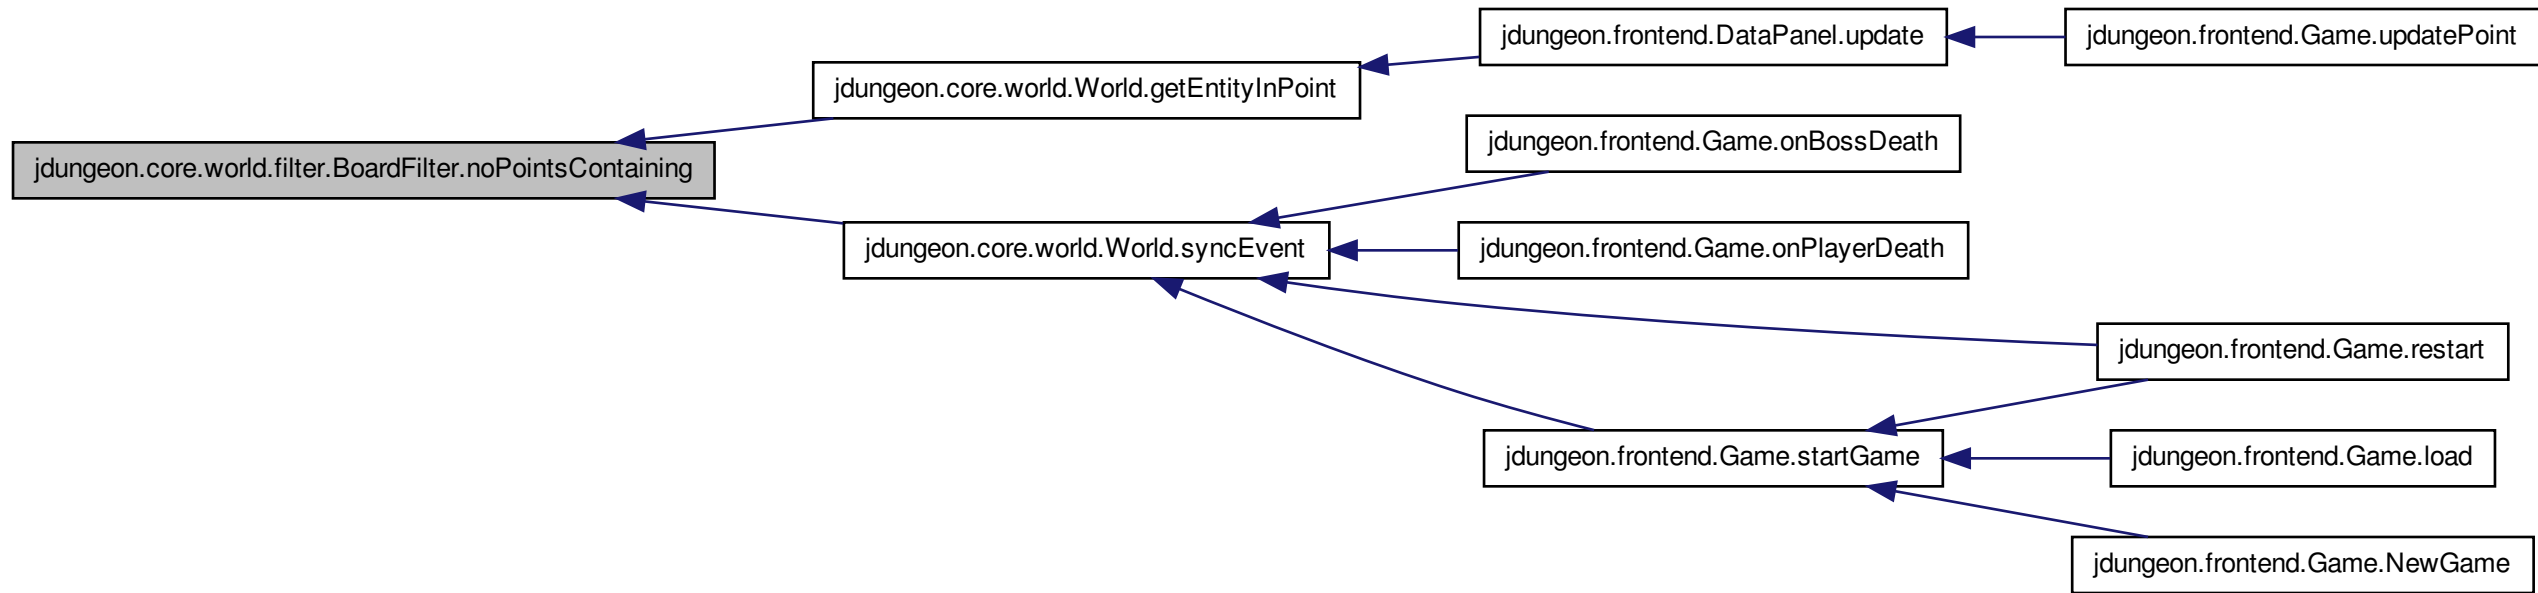 jdungeon.frontend.DataPanel.update
jdungeon.frontend.Game.updatePoint
jdungeon.core.world.World.getEntityInPoint
jdungeon.frontend.Game.onBossDeath
jdungeon.core.world.filter.BoardFilter.noPointsContaining
jdungeon.core.world.World.syncEvent
jdungeon.frontend.Game.onPlayerDeath
jdungeon.frontend.Game.restart
jdungeon.frontend.Game.startGame
jdungeon.frontend.Game.load
jdungeon.frontend.Game.NewGame